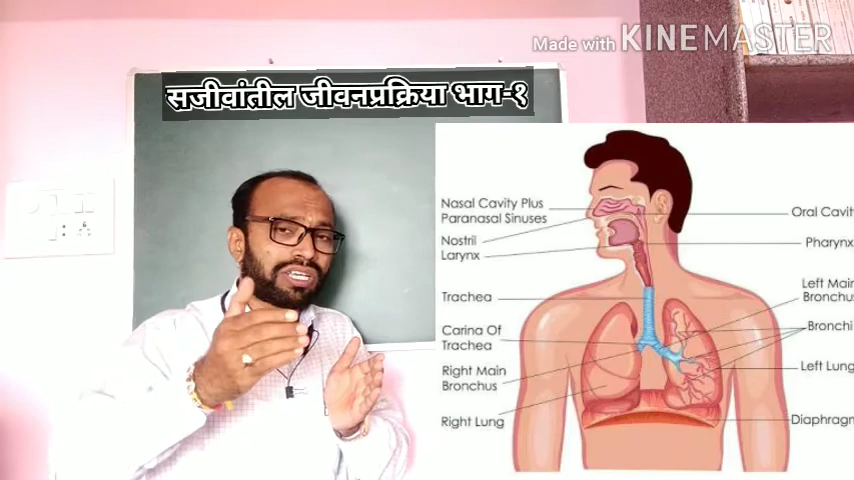 Made with KINEMASTER
सजीवांतील जीवनप्रक्रिया भाग-१
Nasal Cavity Plus
Paranasal Sinuses
Nostril
Larynx
Trachea
Carina Of
Trachea
Right Main
Bronchus
Right Lung
Oral Cavit
Pharynx
Left Main
Bronchus
Bronchi
Left Lung
Diaphragm